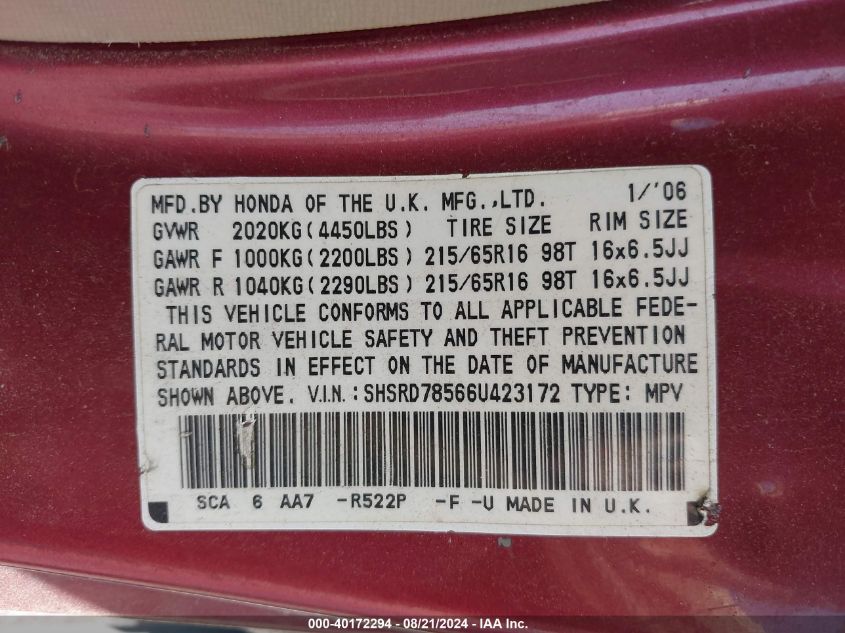 MFD.BY HONDA OF THE U.K. MFG.,LTD. 1/'06
GVWR 2020KG(4450LBS) TIRE SIZE RIM SIZE
GAWR F 1000KG(2200LBS) 215/65R16 98T 16x6.5JJ
GAWR R 1040KG(2290LBS) 215/65R16 98T 16x6.5JJ
THIS VEHICLE CONFORMS TO ALL APPLICABLE FEDE-
RAL MOTOR VEHICLE SAFETY AND THEFT PREVENTION
STANDARDS IN EFFECT ON THE DATE OF MANUFACTURE
SHOWN ABOVE. V.I.N.:SHSRD78566U423172 TYPE: MPV
SCA 6 AA7 -R522P -F -U MADE IN U.K.
000-40172294 - 08/21/2024 - IAA Inc.